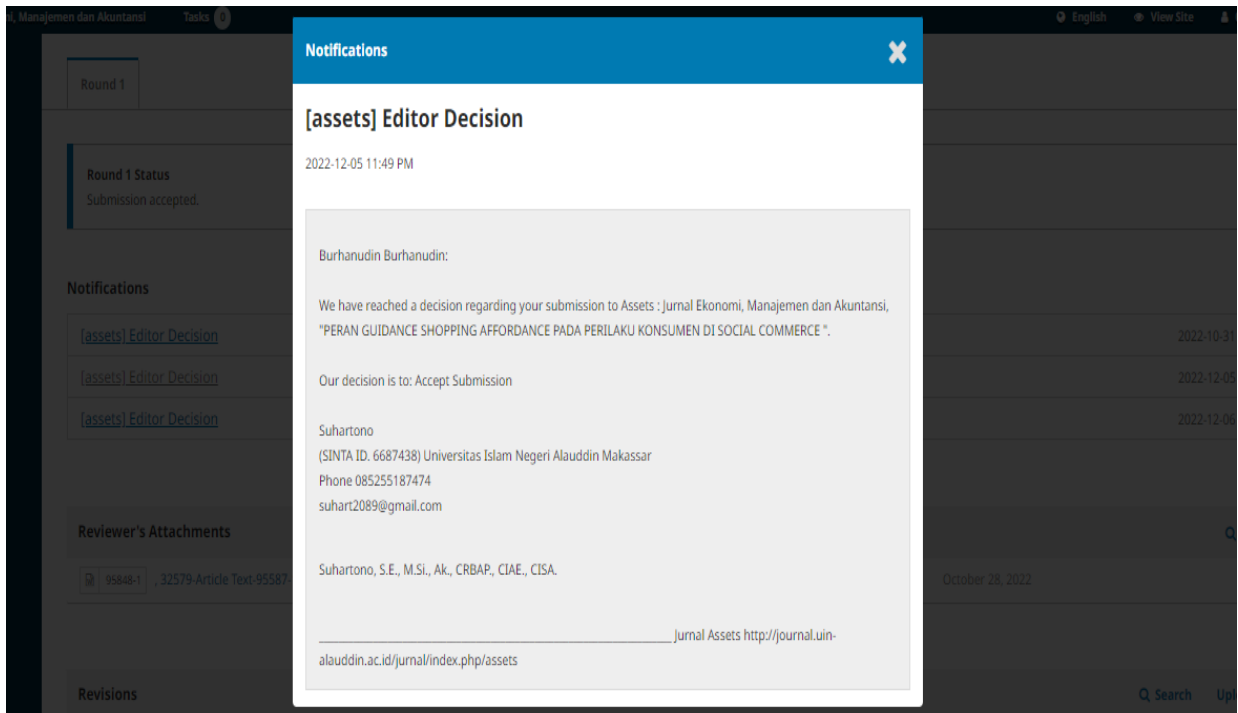 ni, Manajemen dan Akuntansi Tasks 0 English View Site
Notifications
Round 1
[assets] Editor Decision
2022-12-05 11:49 PM
Round 1 Status
Submission accepted.
Burhanudin Burhanudin:
We have reached a decision regarding your submission to Assets : Jurnal Ekonomi, Manajemen dan Akuntansi,
"PERAN GUIDANCE SHOPPING AFFORDANCE PADA PERILAKU KONSUMEN DI SOCIAL COMMERCE ".
Our decision is to: Accept Submission
Suhartono
(SINTA ID. 6687438) Universitas Islam Negeri Alauddin Makassar
Phone 085255187474
suhart2089@gmail.com
Suhartono, S.E., M.Si., Ak., CRBAP., CIAE., CISA.
Jurnal Assets http://journal.uin-
alauddin.ac.id/jurnal/index.php/assets
Notifications
[assets] Editor Decision 2022-10-31
[assets] Editor Decision 2022-12-05
[assets] Editor Decision 2022-12-06
Reviewer's Attachments
95848-1 , 32579-Article Text-95587- October 28, 2022
Revisions Search Upl